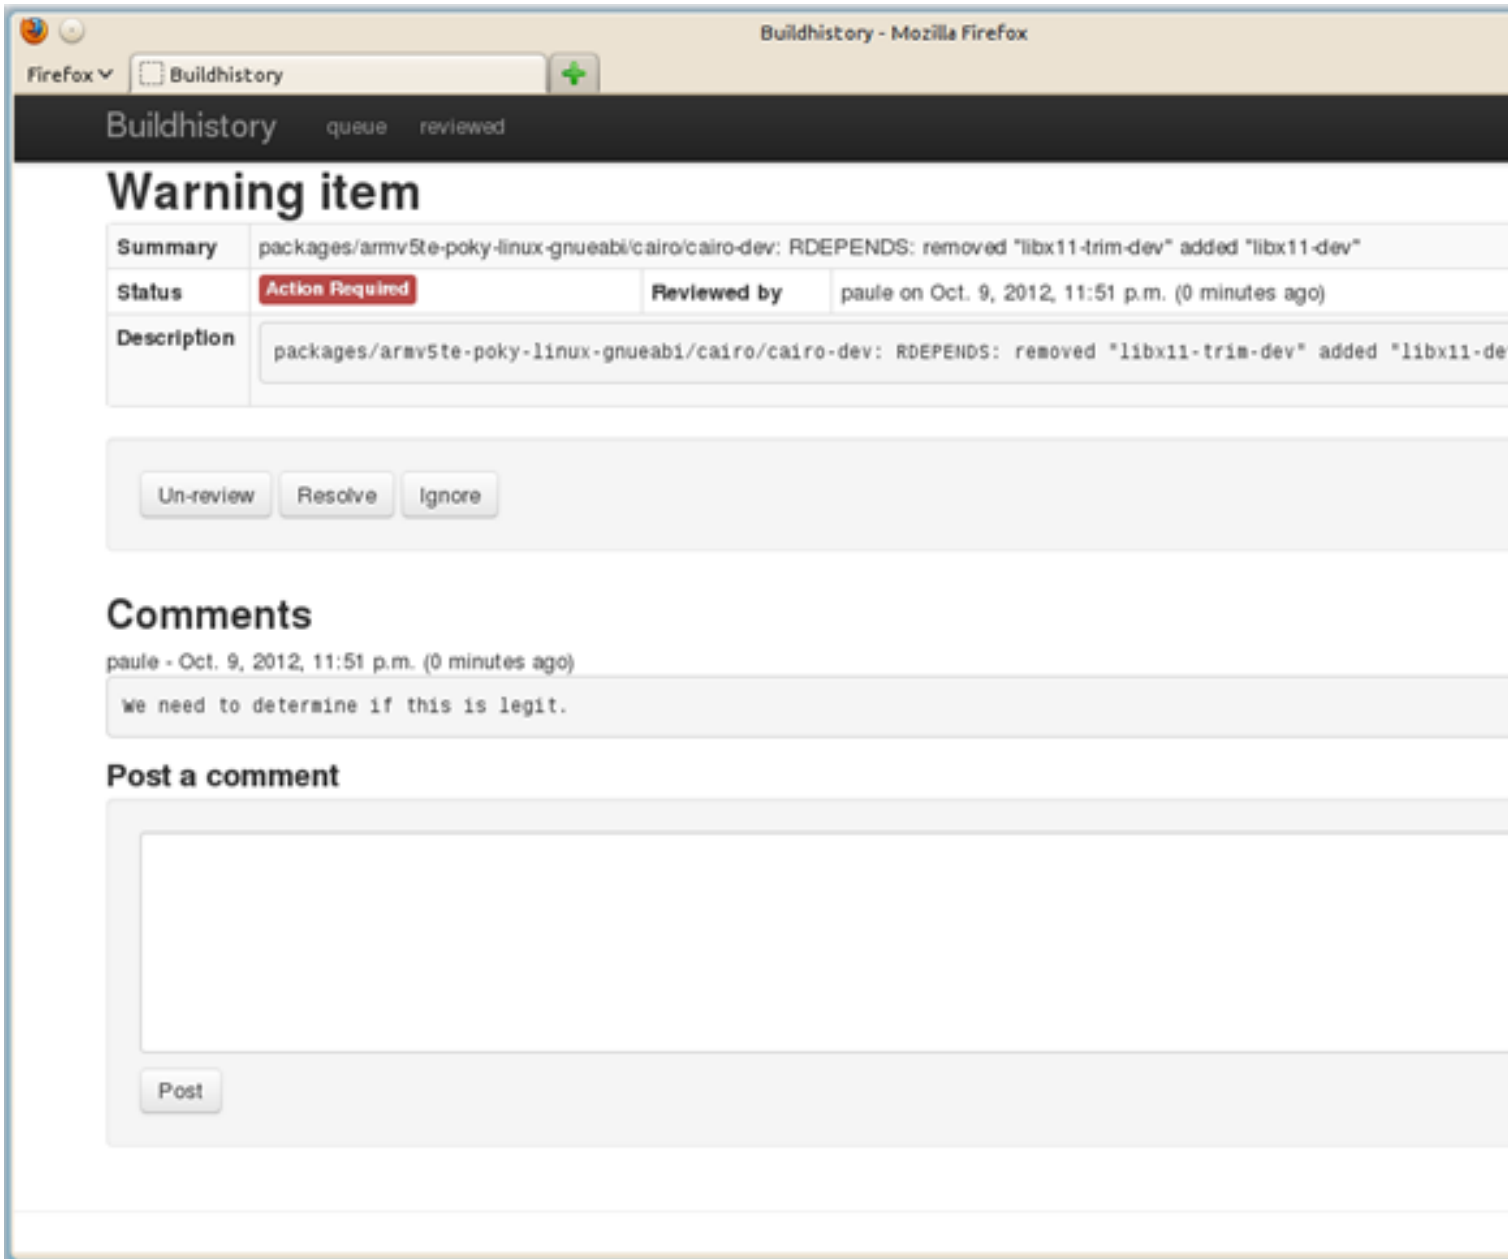 Buildhistory - Mozilla Firefox
Firefox Buildhistory
Buildhistory queue reviewed
Warning item
Summary packages/armv5te-poky-linux-gnueabi/cairo/cairo-dev: RDEPENDS: removed "libx11-trim-dev" added "libx11-dev"
Status Action Required Reviewed by paule on Oct. 9, 2012, 11:51 p.m. (0 minutes ago)
Description packages/armv5te-poky-linux-gnueabi/cairo/cairo-dev: RDEPENDS: removed "libx11-trim-dev" added "libx11-de
Un-review Resolve Ignore
Comments
paule - Oct. 9, 2012, 11:51 p.m. (0 minutes ago)
We need to determine if this is legit.
Post a comment
Post